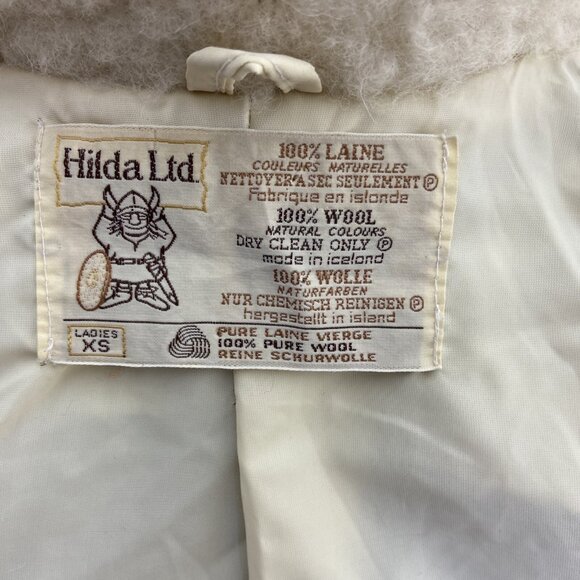 Hilda Ltd.
100% LAINE
COULEURS NATURELLES
NETTOYER A SEC SEULEMENT Ⓟ
Fabrique en islande
100% WOOL
NATURAL COLOURS
DRY CLEAN ONLY Ⓟ
made in iceland
100% WOLLE
NATURFARBEN
NUR CHEMISCH REINIGEN Ⓟ
hergestellt in island
LADIES
XS
PURE LAINE VIERGE
100% PURE WOOL
REINE SCHURWOLLE